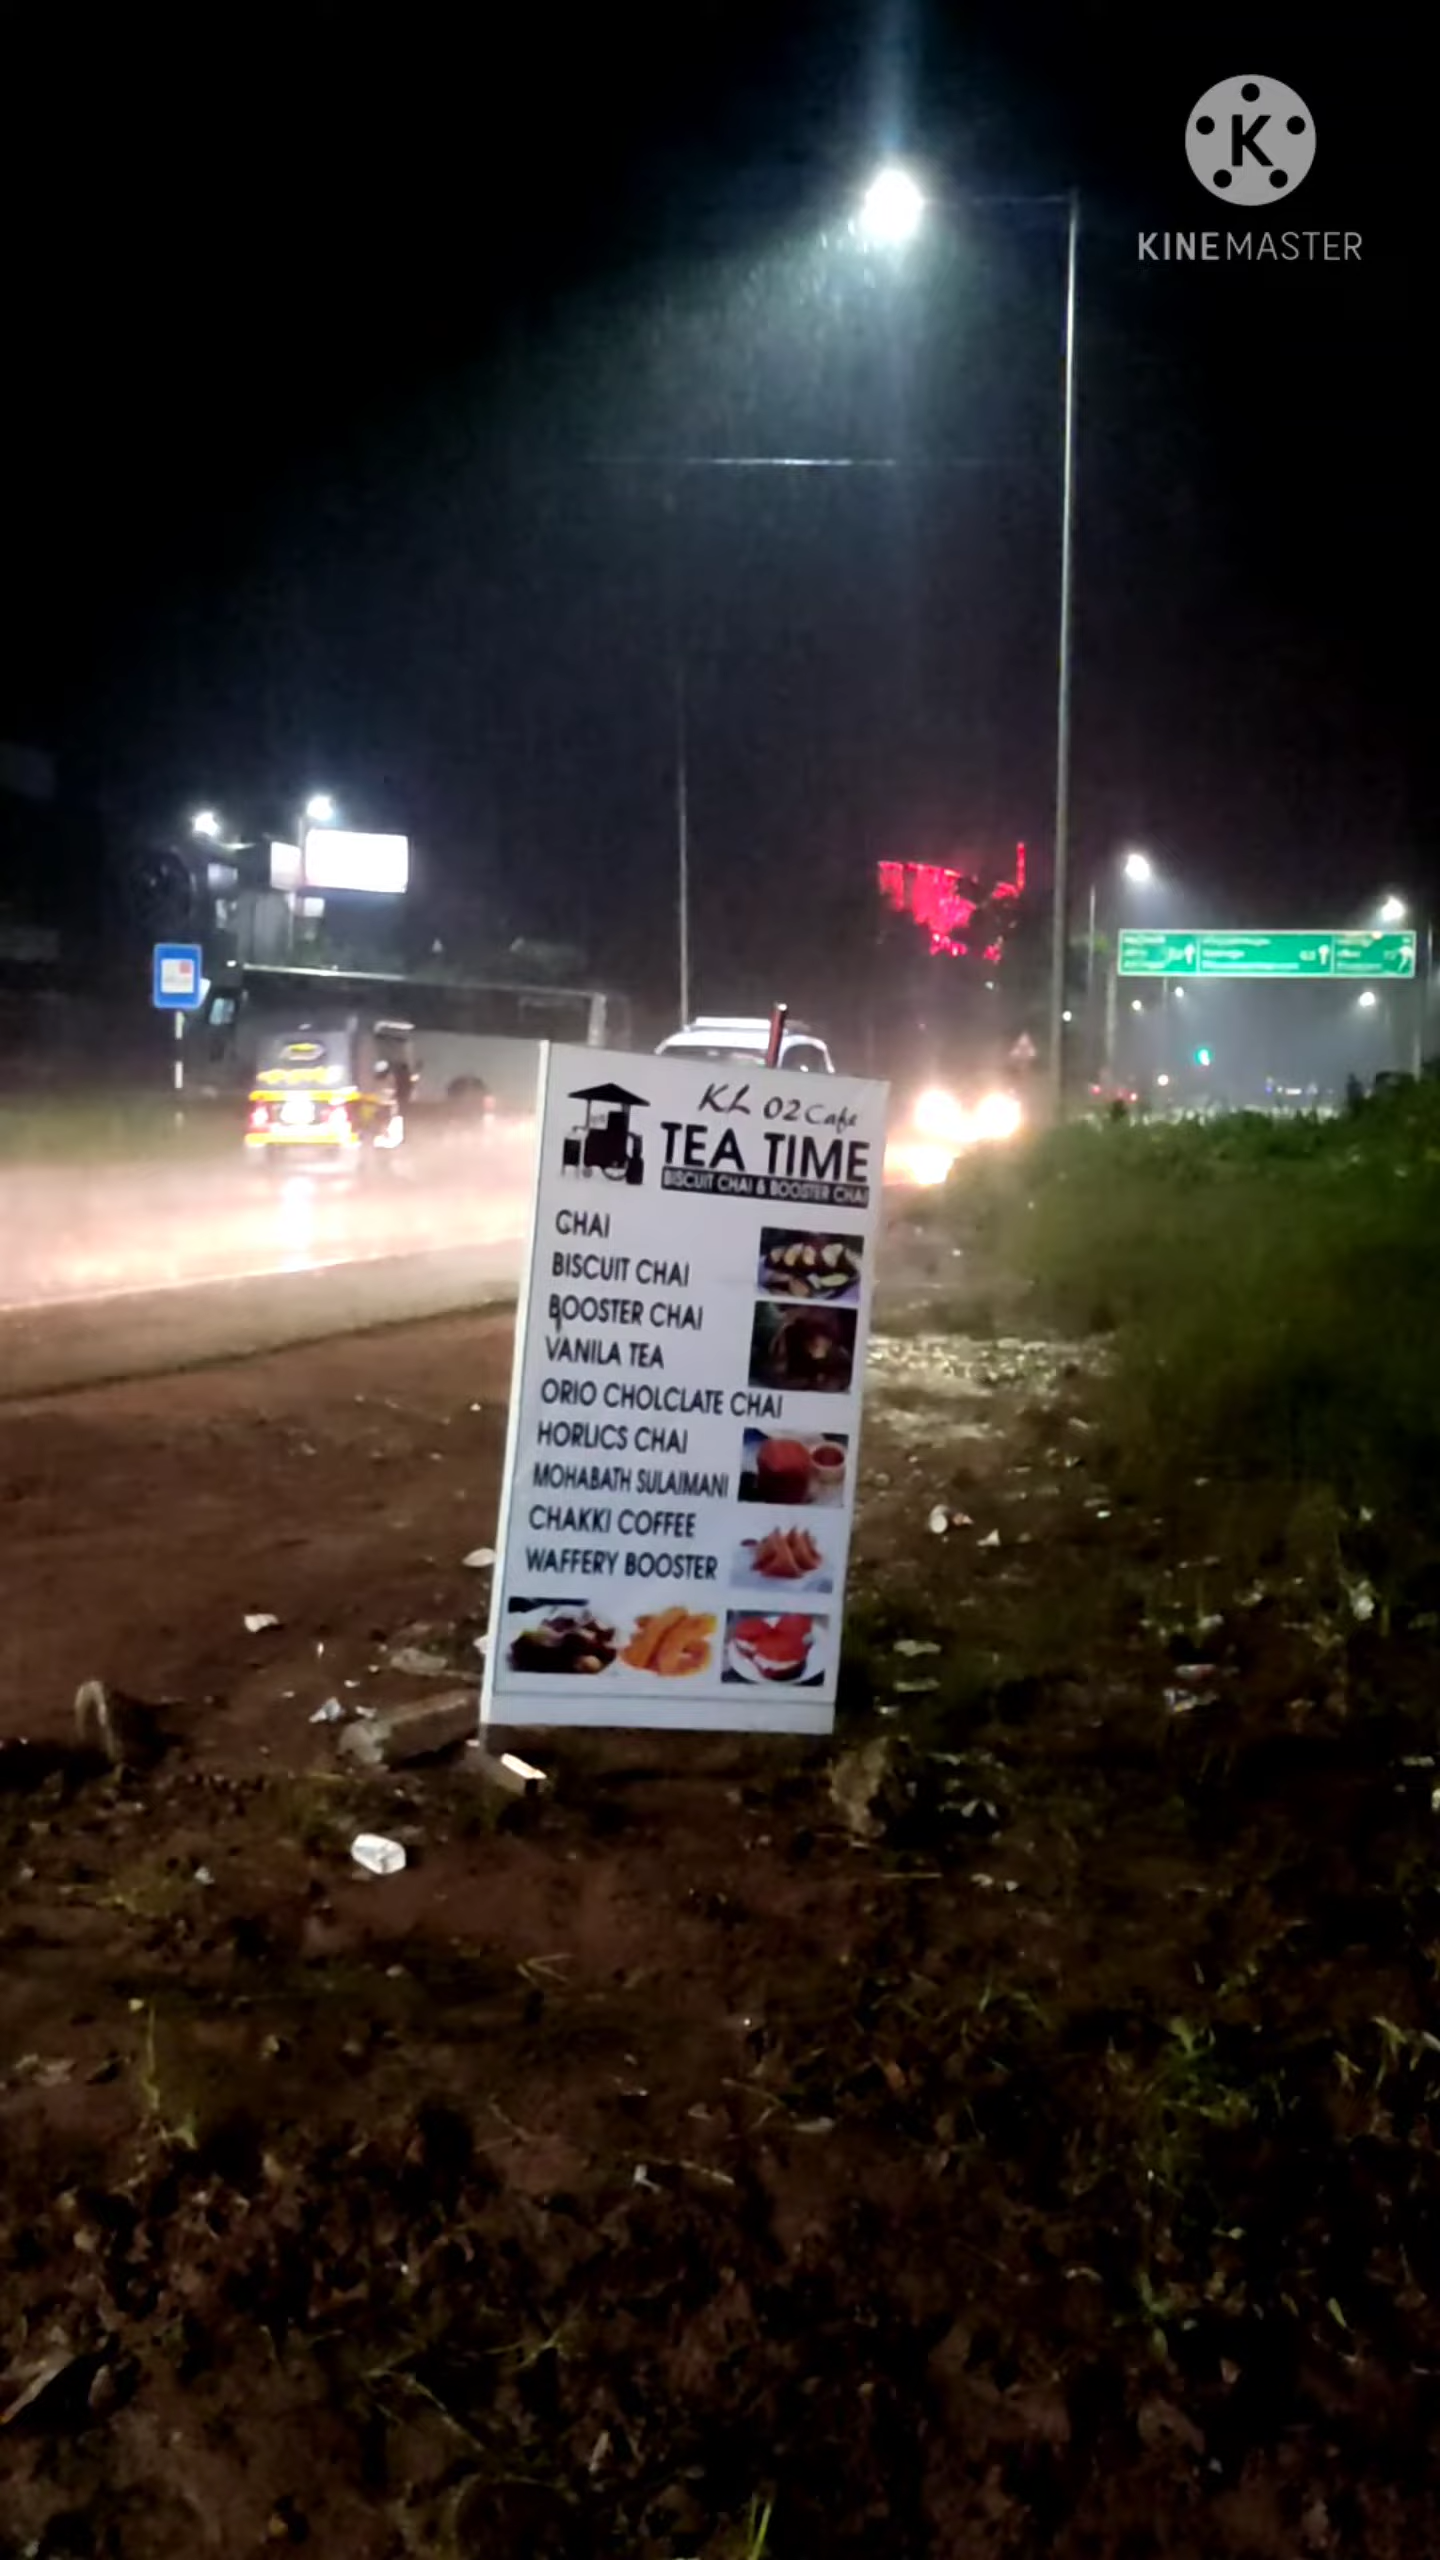 K
KINEMASTER
KL 02 Cafe
TEA TIME
BISCUIT CHAI & BOOSTER CHAI
CHAI
BISCUIT CHAI
BOOSTER CHAI
VANILA TEA
ORIO CHOLCLATE CHAI
HORLICS CHAI
MOHABATH SULAIMANI
CHAKKI COFFEE
WAFFERY BOOSTER